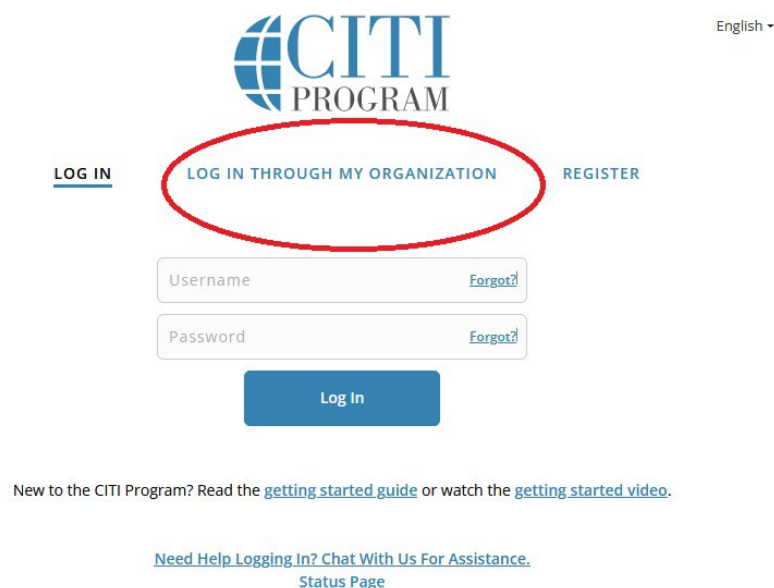 English
CITI
PROGRAM
LOG IN LOG IN THROUGH MY ORGANIZATION REGISTER
Username Forgot?
Password Forgot?
Log In
New to the CITI Program? Read the getting started guide or watch the getting started video.
Need Help Logging In? Chat With Us For Assistance.
Status Page